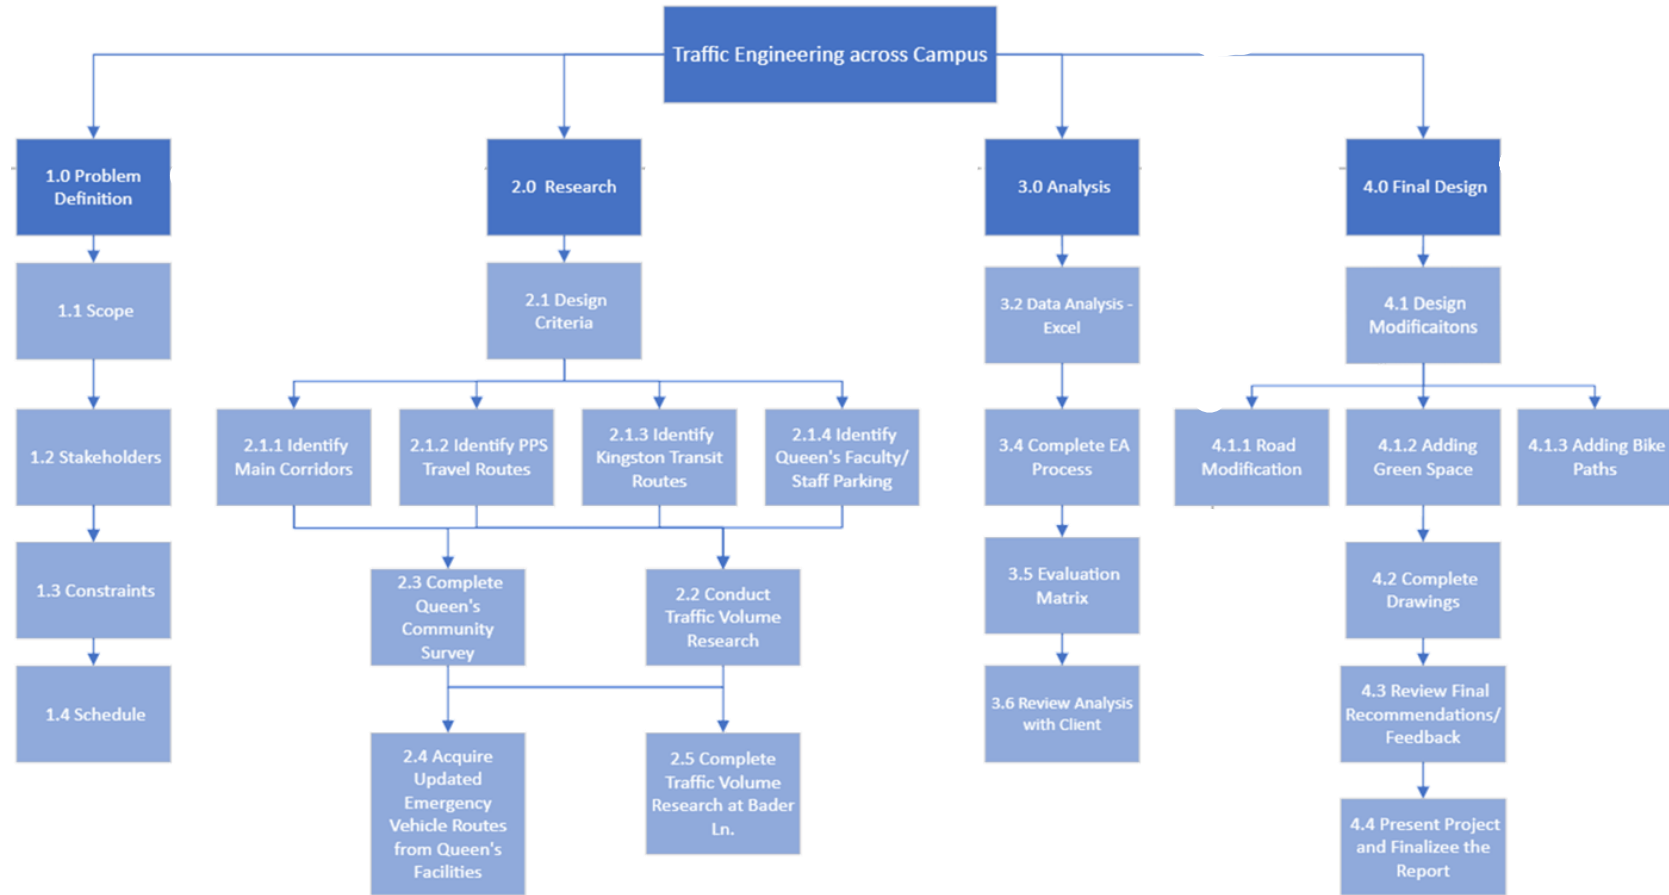 Traffic Engineering across Campus
1.0 Problem
Definition
2.0 Research
3.0 Analysis
4.0 Final Design
1.1 Scope
2.1 Design
Criteria
3.2 Data Analysis -
Excel
4.1 Design
Modificaitons
1.2 Stakeholders
2.1.1 Identify
Main Corridors
2.1.2 Identify PPS
Travel Routes
2.1.3 Identify
Kingston Transit
Routes
2.1.4 Identify
Queen's Faculty/
Staff Parking
3.4 Complete EA
Process
4.1.1 Road
Modification
4.1.2 Adding
Green Space
4.1.3 Adding Bike
Paths
1.3 Constraints
2.3 Complete
Queen's
Community
Survey
2.2 Conduct
Traffic Volume
Research
3.5 Evaluation
Matrix
4.2 Complete
Drawings
1.4 Schedule
2.4 Acquire
Updated
Emergency
Vehicle Routes
from Queen's
Facilities
2.5 Complete
Traffic Volume
Research at Bader
Ln.
3.6 Review Analysis
with Client
4.3 Review Final
Recommendations/
Feedback
4.4 Present Project
and Finalizee the
Report